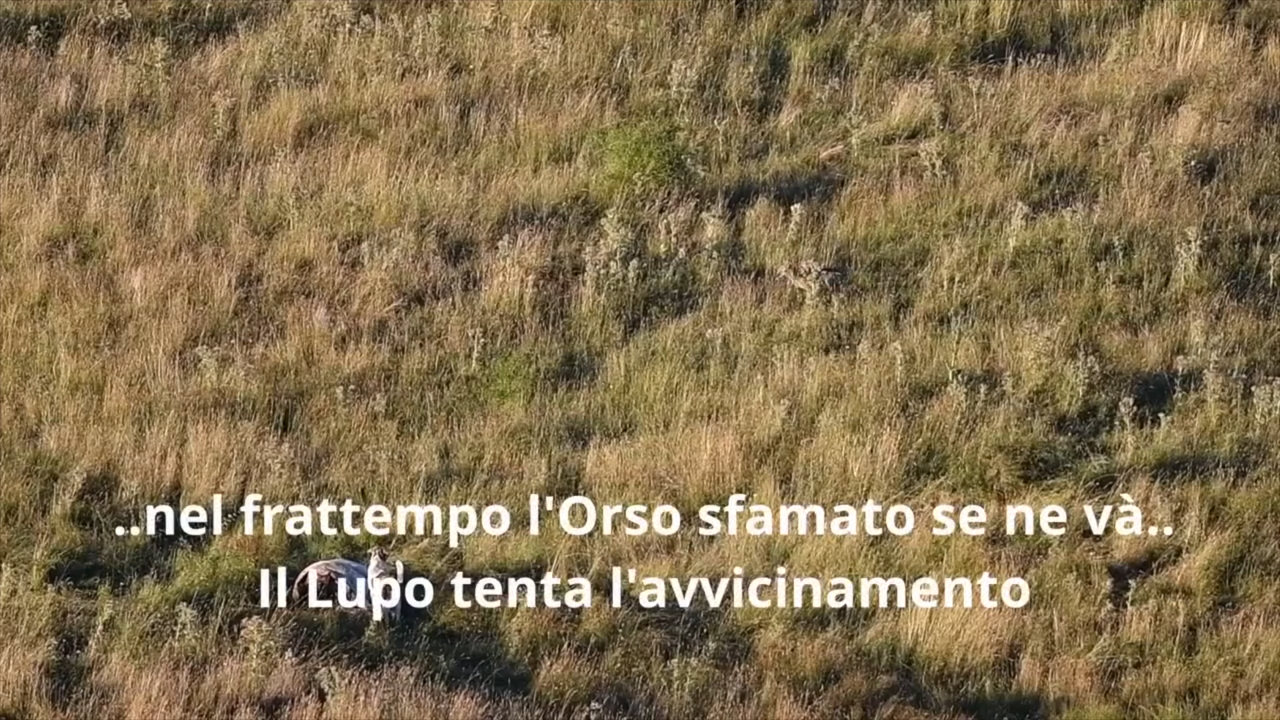 ..nel frattempo l'Orso sfamato se ne và..
Il Lupo tenta l'avvicinamento